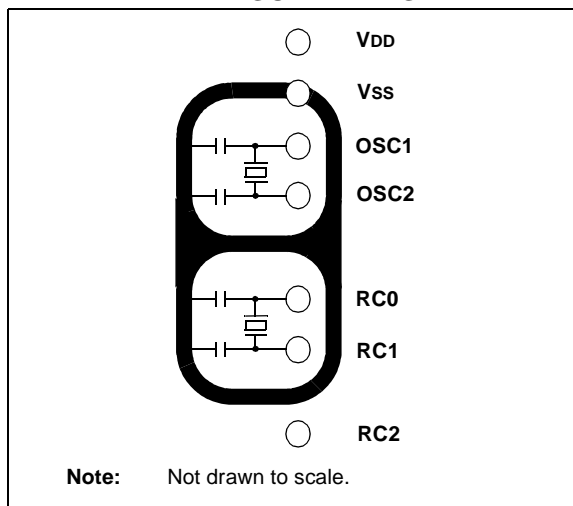 VDD
VSS
OSC1
OSC2
RC0
RC1
RC2
Note: Not drawn to scale.